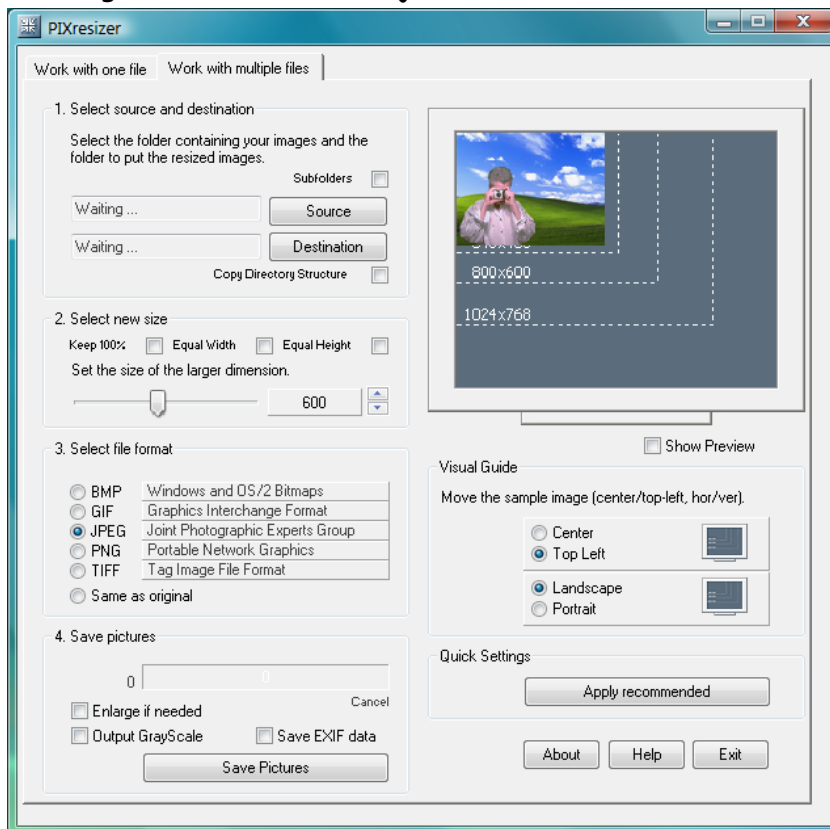 PIXresizer
Work with one file
Work with multiple files
1. Select source and destination
Select the folder containing your images and the
folder to put the resized images.
Subfolders
Waiting ...
Source
Waiting ...
Destination
Copy Directory Structure
2. Select new size
Keep 100%
Equal Width
Equal Height
Set the size of the larger dimension.
600
3. Select file format
BMP Windows and OS/2 Bitmaps
GIF Graphics Interchange Format
JPEG Joint Photographic Experts Group
PNG Portable Network Graphics
TIFF Tag Image File Format
Same as original
4. Save pictures
0
0
Cancel
Enlarge if needed
Output GrayScale
Save EXIF data
Save Pictures
800x600
1024x768
Show Preview
Visual Guide
Move the sample image (center/top-left, hor/ver).
Center
Top Left
Landscape
Portrait
Quick Settings
Apply recommended
About
Help
Exit